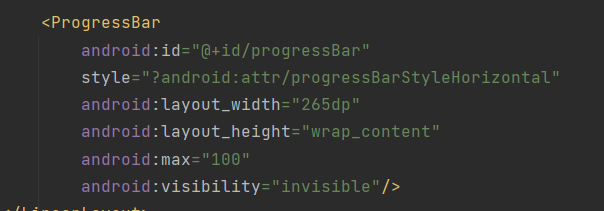 <ProgressBar
android:id="@+id/progressBar"
style="?android:attr/progressBarStyleHorizontal"
android:layout_width="265dp"
android:layout_height="wrap_content"
android:max="100"
android:visibility="invisible"/>
</LinearLayout>